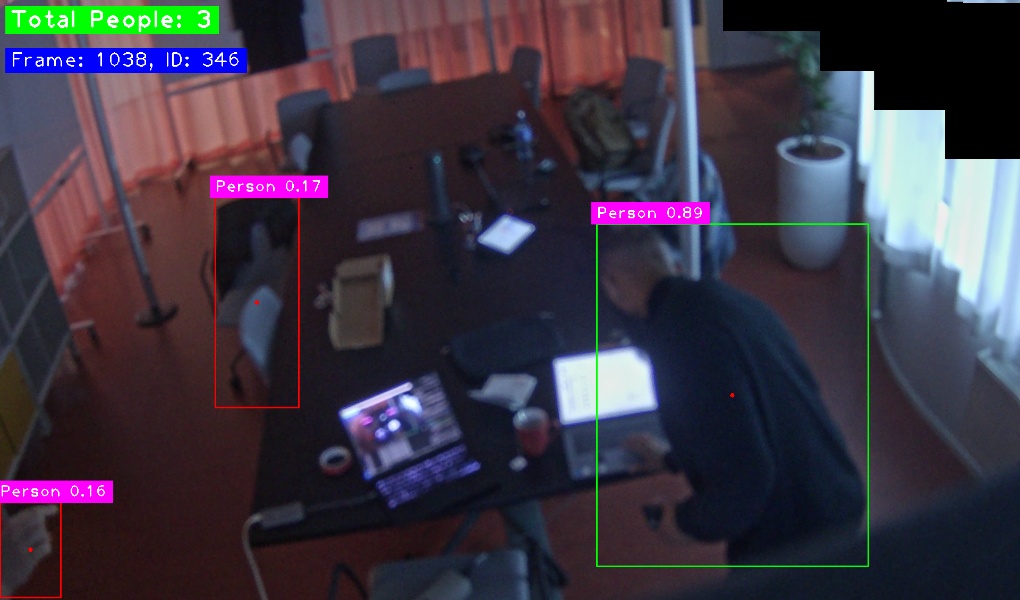 Total People: 3
Frame: 1038, ID: 346
Person 0.17
Person 0.89
Person 0.16